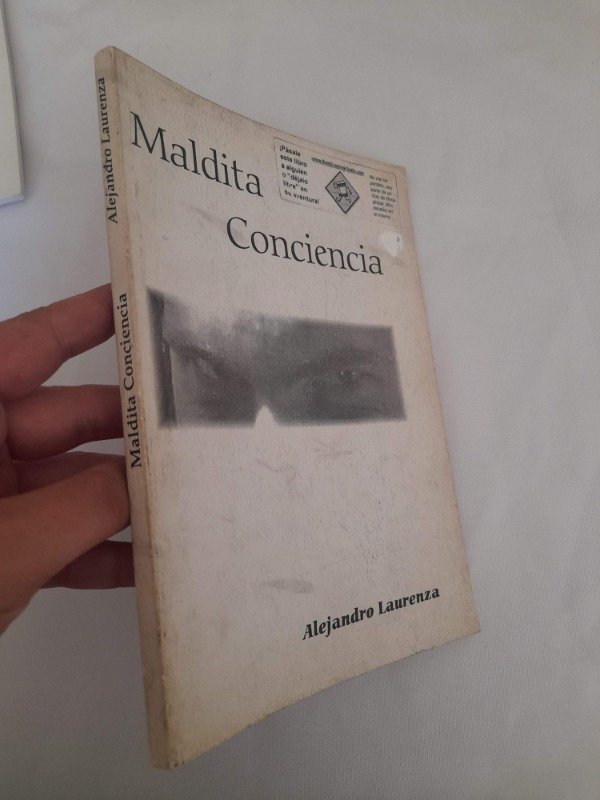 Maldita
Conciencia
¡Pásale
este libro
a alguien
o "déjalo
libre" en
su aventura!
Alejandro Laurenza
Alejandro Laurenza
Maldita Conciencia